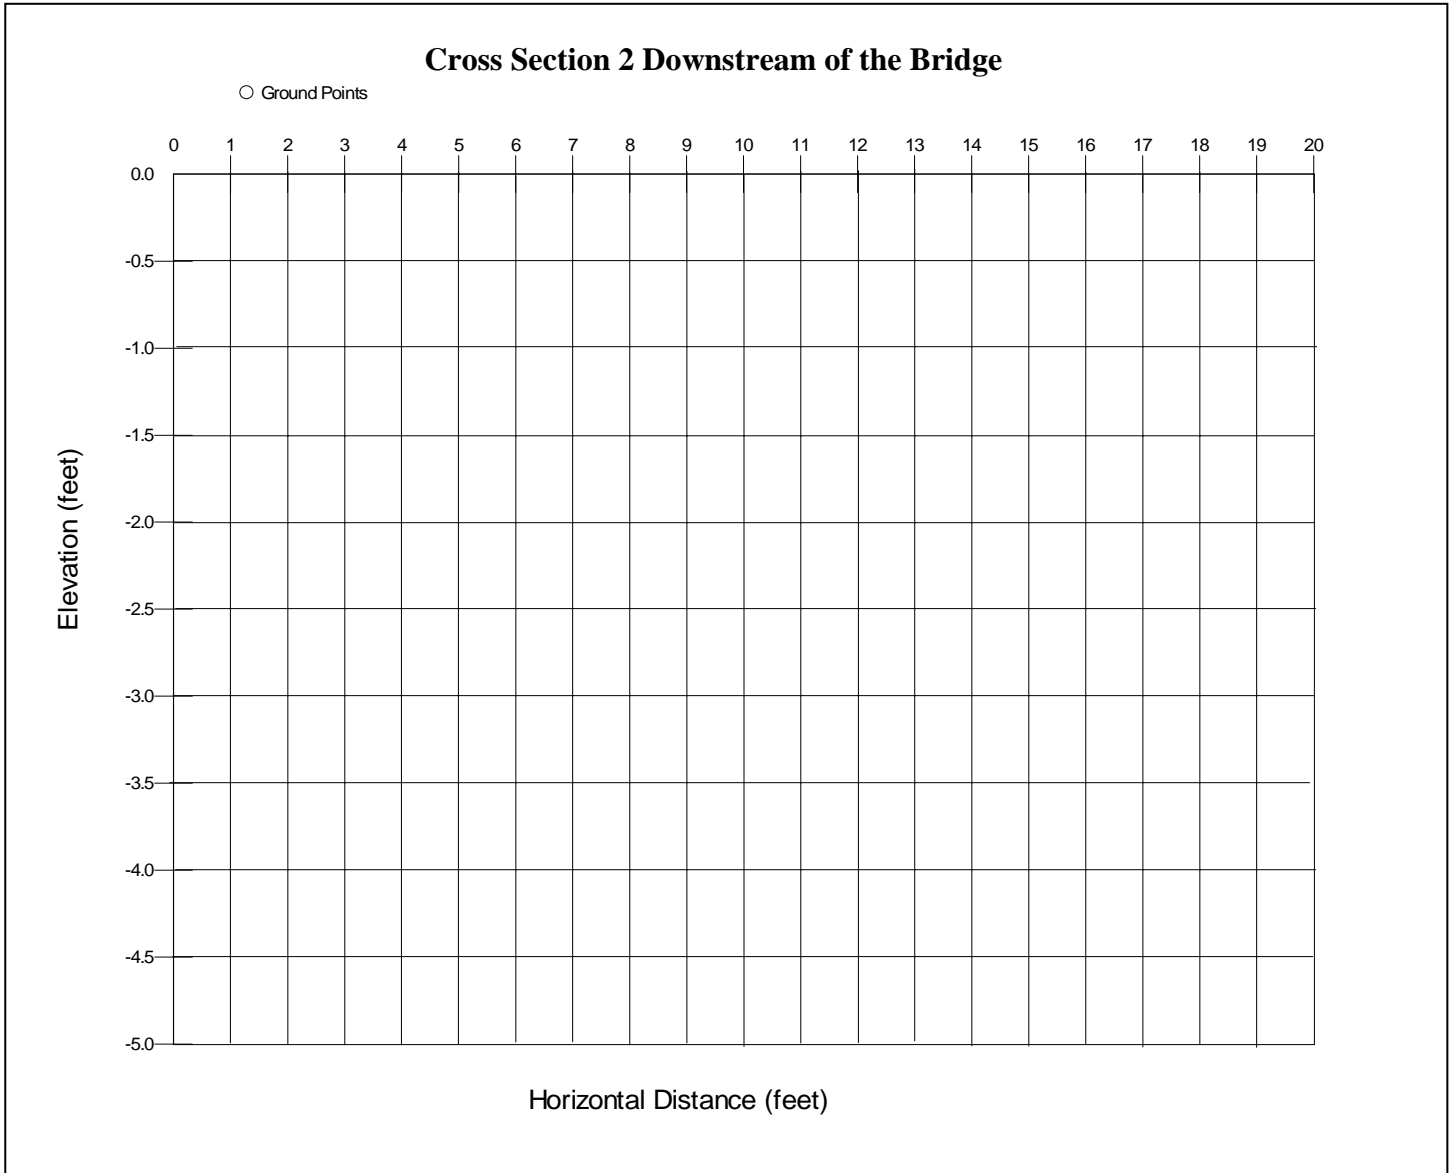 Cross Section 2 Downstream of the Bridge
Ground Points
0 1 2 3 4 5 6 7 8 9 10 11 12 13 14 15 16 17 18 19 20
0.0
-0.5
-1.0
-1.5
-2.0
-2.5
-3.0
-3.5
-4.0
-4.5
-5.0
Elevation (feet)
Horizontal Distance (feet)